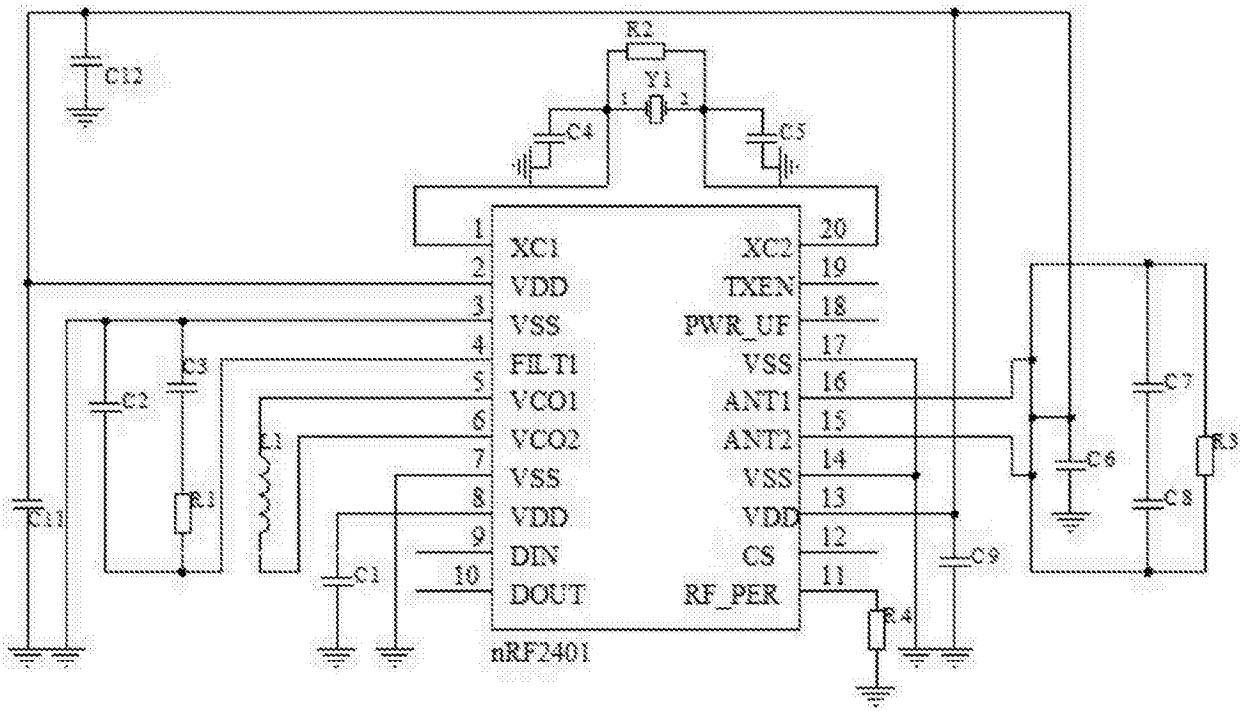 R2
C12
Y1
1 2
C4
C5
1 XC1
XC2 20
2 VDD
TXEN 19
3 VSS
PWR_UF 18
4 FILT1
VSS 17
5 VCO1
ANT1 16
6 VCO2
ANT2 15
7 VSS
VSS 14
8 VDD
VDD 13
9 DIN
CS 12
10 DOUT
RF_PER 11
C3
C2
L1
R1
C11
C1
C7
R3
C6
C8
C9
R4
nRF2401